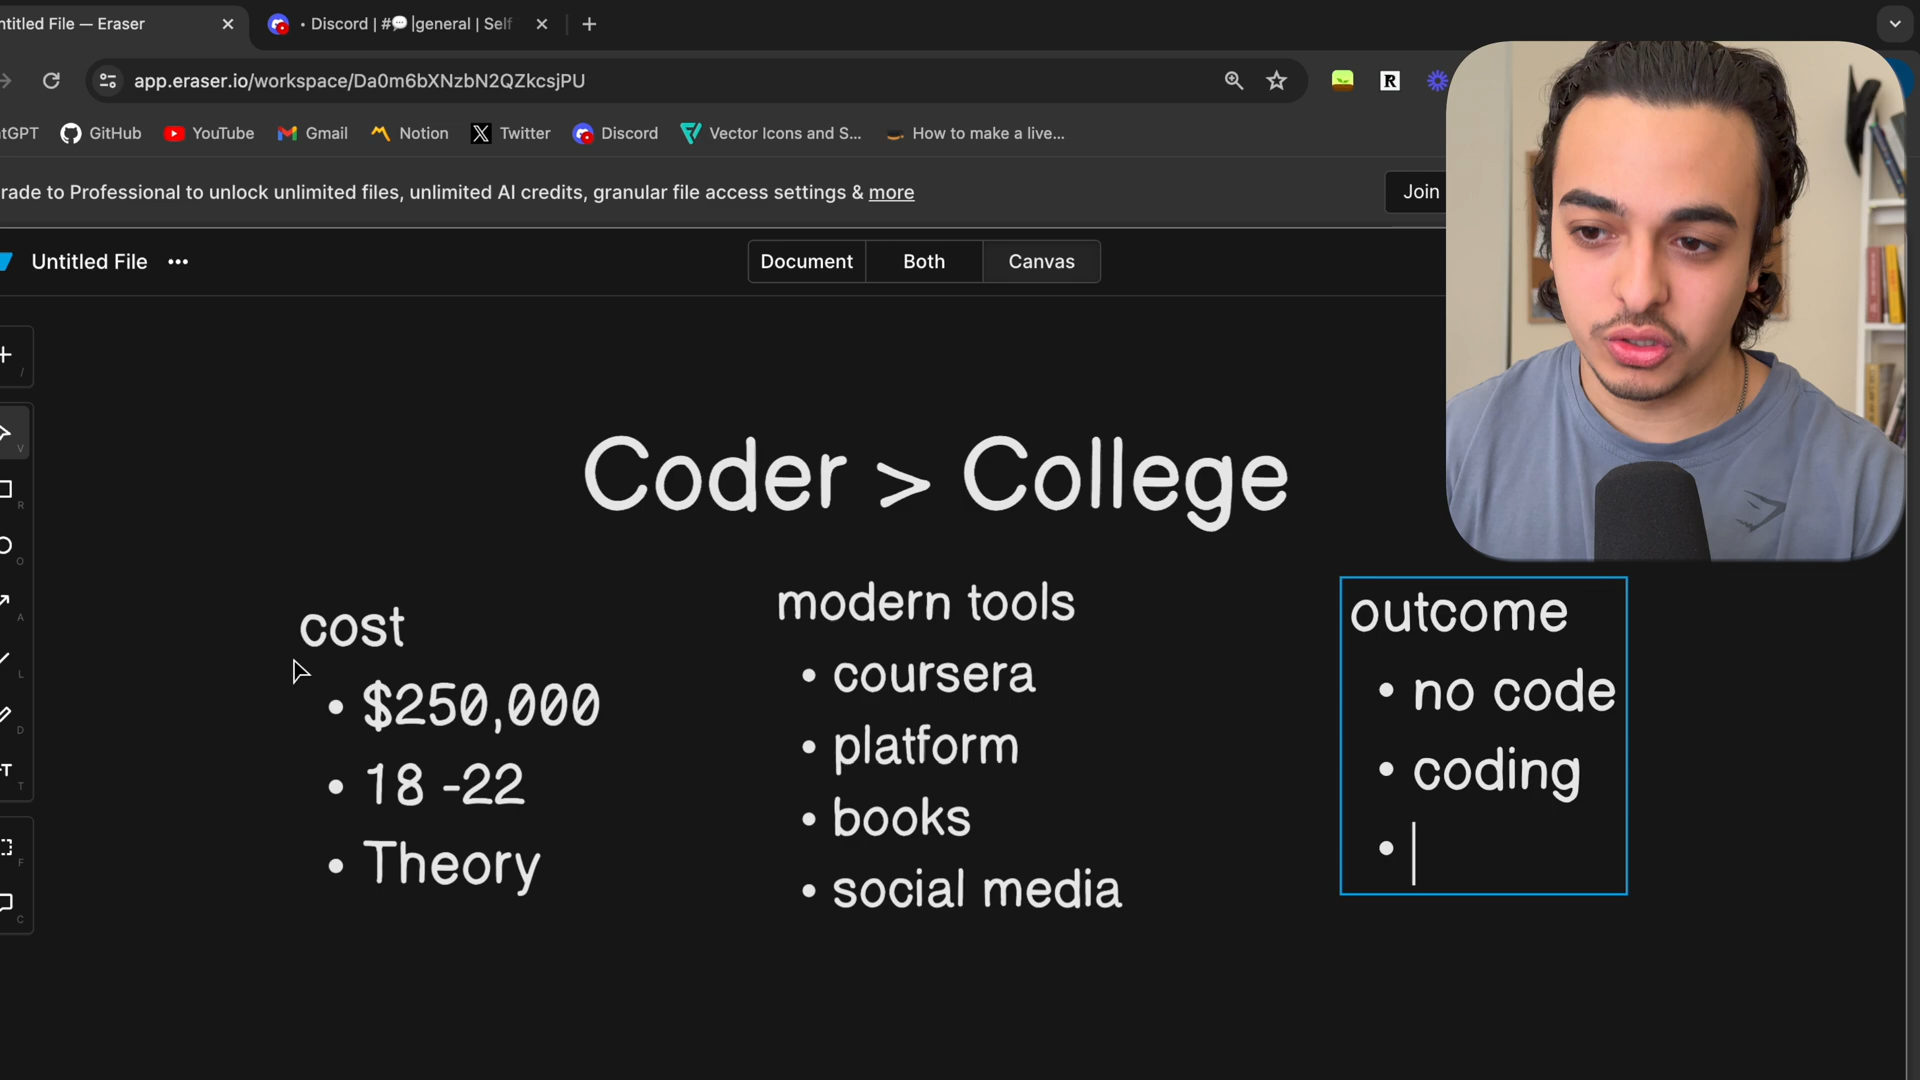 ntitled File — Eraser
• Discord | #💬 |general | Self
app.eraser.io/workspace/Da0m6bXNzbN2QZkcsjPU
atGPT GitHub YouTube Gmail Notion Twitter Discord Vector Icons and S... How to make a live...
rade to Professional to unlock unlimited files, unlimited AI credits, granular file access settings & more
Join
Untitled File •••
Document Both Canvas
/
V
R
O
A
L
D
T
F
C
Coder > College
cost
• $250,000
• 18 -22
• Theory
modern tools
• coursera
• platform
• books
• social media
outcome
• no code
• coding
•